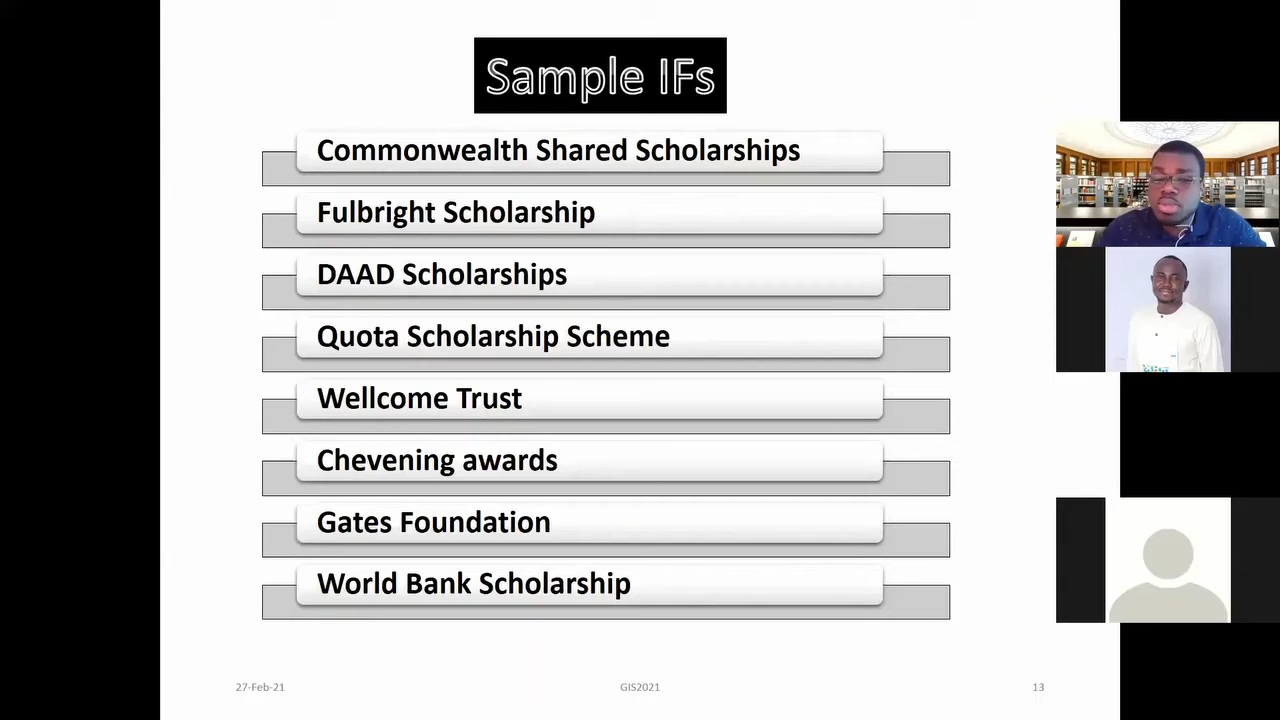 Sample IFs
Commonwealth Shared Scholarships
Fulbright Scholarship
DAAD Scholarships
Quota Scholarship Scheme
Wellcome Trust
Chevening awards
Gates Foundation
World Bank Scholarship
27-Feb-21
GIS2021
13